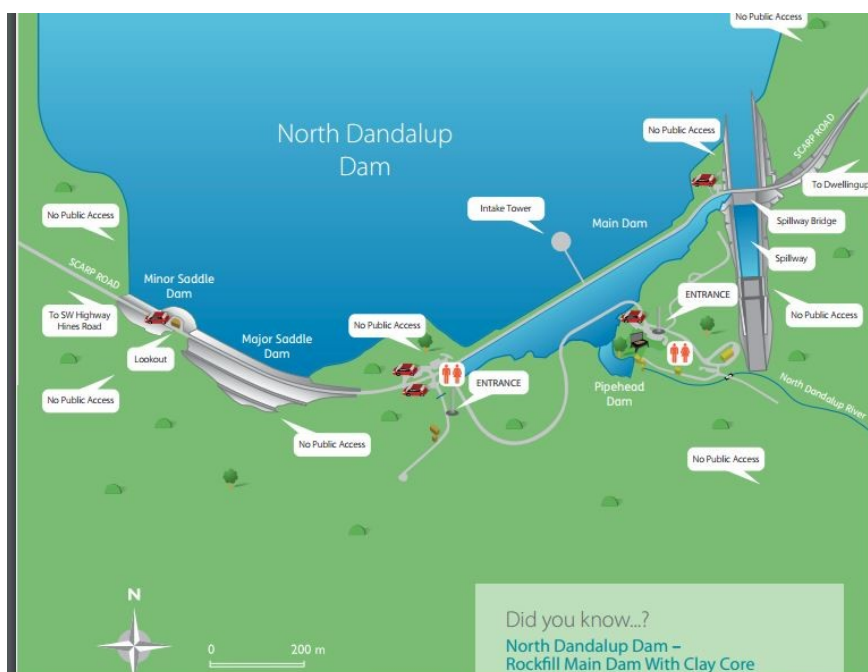 No Public Access
North Dandalup
Dam
No Public Access
SCARP ROAD
To Dwellingup
No Public Access
Intake Tower
Main Dam
Spillway Bridge
SCARP ROAD
Minor Saddle
Dam
Spillway
ENTRANCE
To SW Highway
Hines Road
No Public Access
No Public Access
Lookout
Major Saddle
Dam
ENTRANCE
Pipehead
Dam
North Dandalup River
No Public Access
No Public Access
No Public Access
N
0 200 m
Did you know...?
North Dandalup Dam –
Rockfill Main Dam With Clay Core